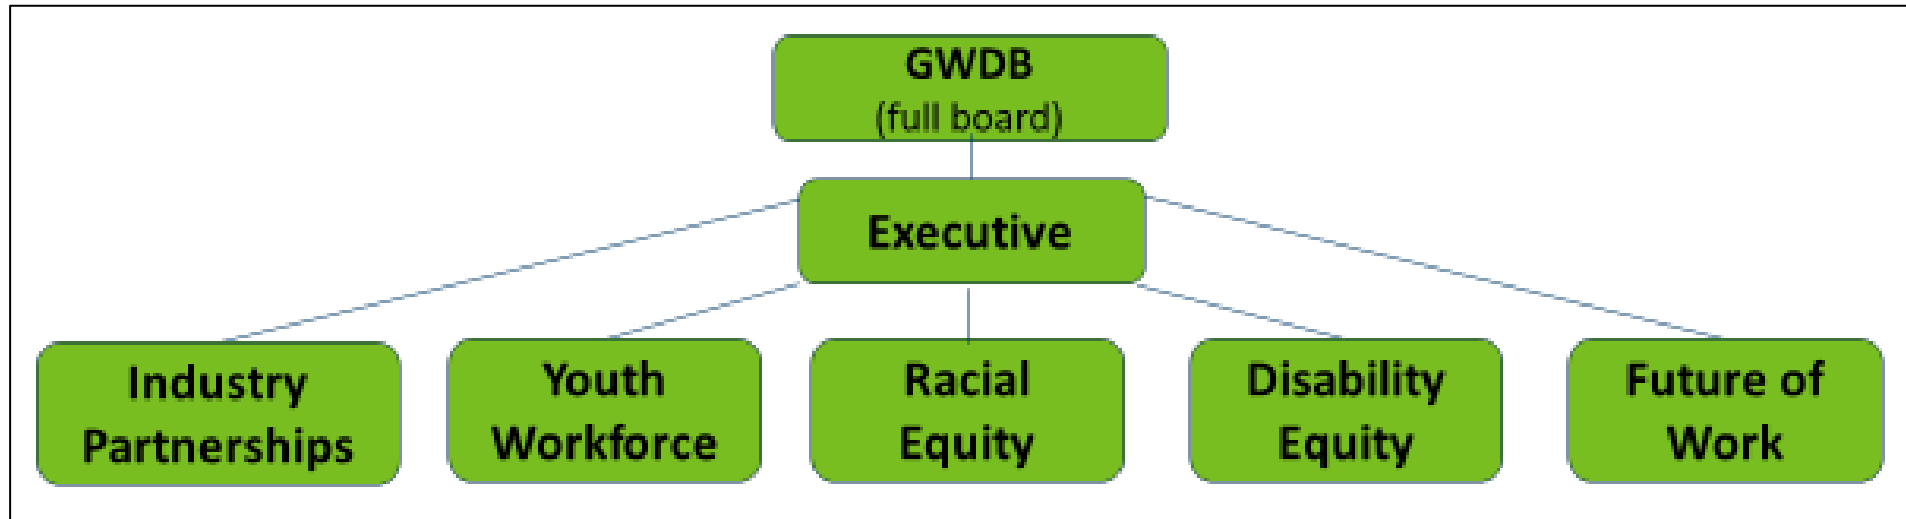 GWDB
(full board)
Executive
Industry
Partnerships
Youth
Workforce
Racial
Equity
Disability
Equity
Future of
Work